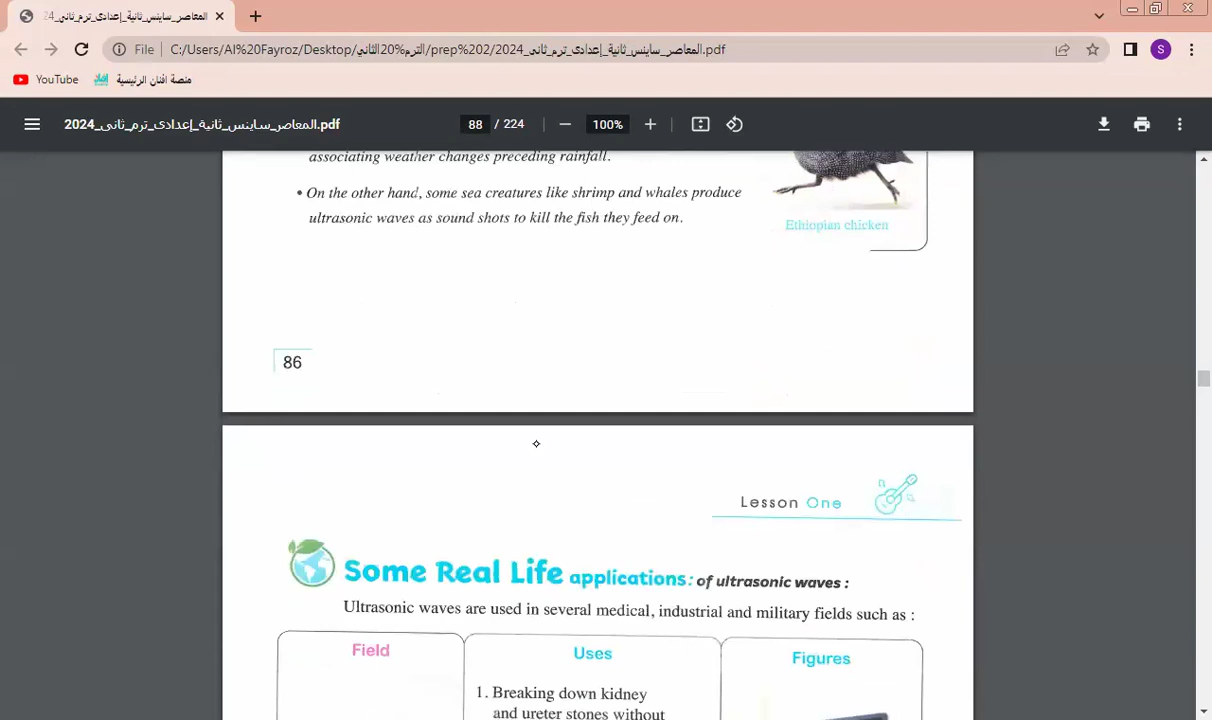 المعاصر_ساينس_ثانية_إعدادى_ترم_ثانى_24
File C:/Users/Al%20Fayroz/Desktop/الترم%20الثاني/prep%202/2024_المعاصر_ساينس_ثانية_إعدادى_ترم_ثانى.pdf
S
YouTube منصة افنان الرئيسية
2024_المعاصر_ساينس_ثانية_إعدادى_ترم_ثانى.pdf 88 / 224 100%
associating weather changes preceding rainfall.
• On the other hand, some sea creatures like shrimp and whales produce
ultrasonic waves as sound shots to kill the fish they feed on.
Ethiopian chicken
86
Lesson One
Some Real Life applications: of ultrasonic waves :
Ultrasonic waves are used in several medical, industrial and military fields such as :
Field Uses Figures
1. Breaking down kidney
and ureter stones without